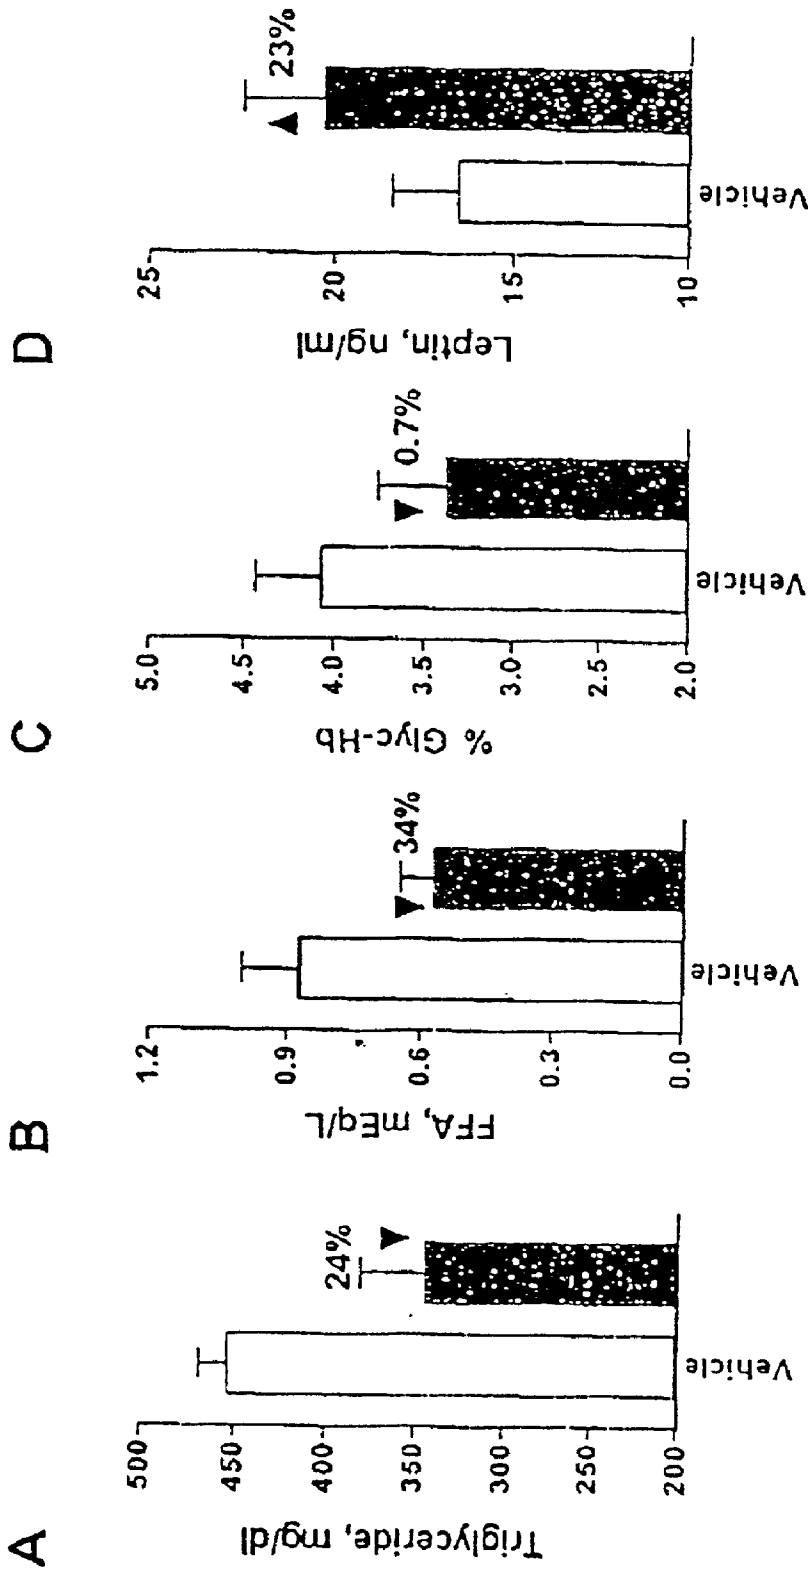 A
Triglyceride, mg/dl
500
450
400
350
300
250
200
24%
Vehicle
B
FFA, mEq/L
1.2
0.9
0.6
0.3
0.0
34%
Vehicle
C
% Glyc-Hb
5.0
4.5
4.0
3.5
3.0
2.5
2.0
0.7%
Vehicle
D
Leptin, ng/ml
25
20
15
10
23%
Vehicle